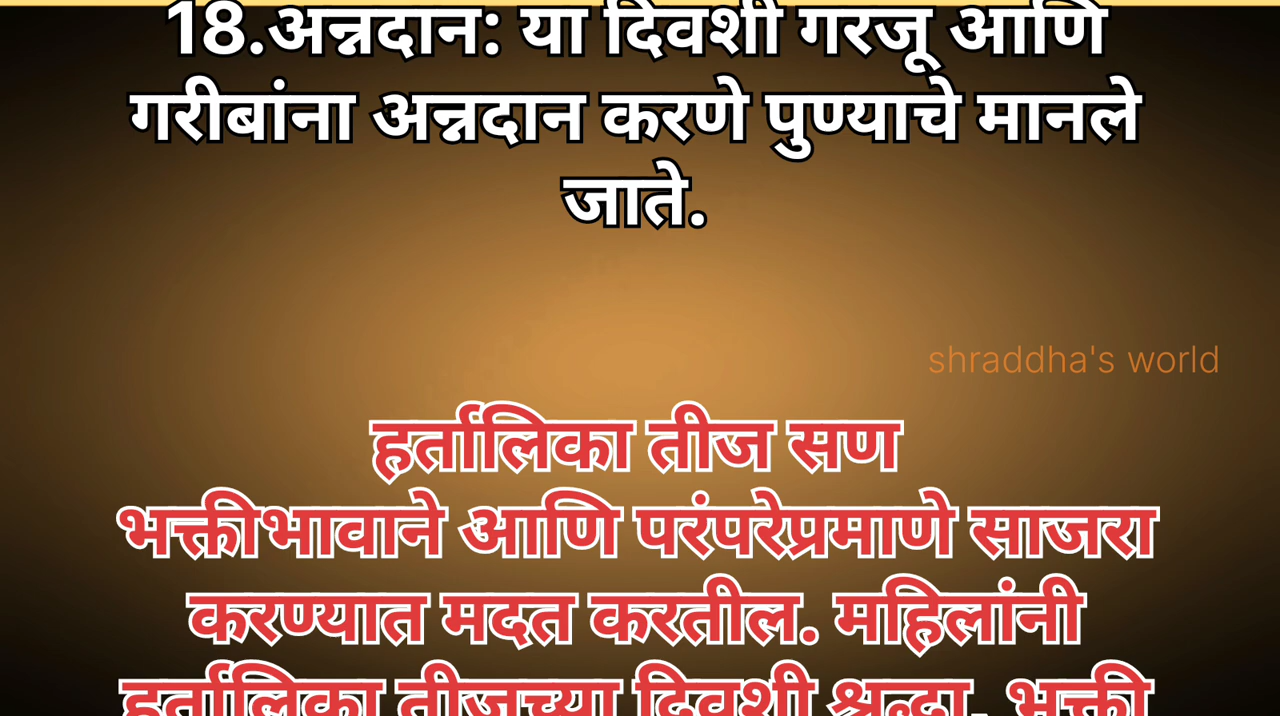 18.अन्नदान: या दिवशी गरजू आणि
गरीबांना अन्नदान करणे पुण्याचे मानले
जाते.
shraddha's world
हर्तालिका तीज सण
भक्तीभावाने आणि परंपरेप्रमाणे साजरा
करण्यात मदत करतील. महिलांनी
हर्तालिका तीजच्या दिवशी श्रद्धा, भक्ती